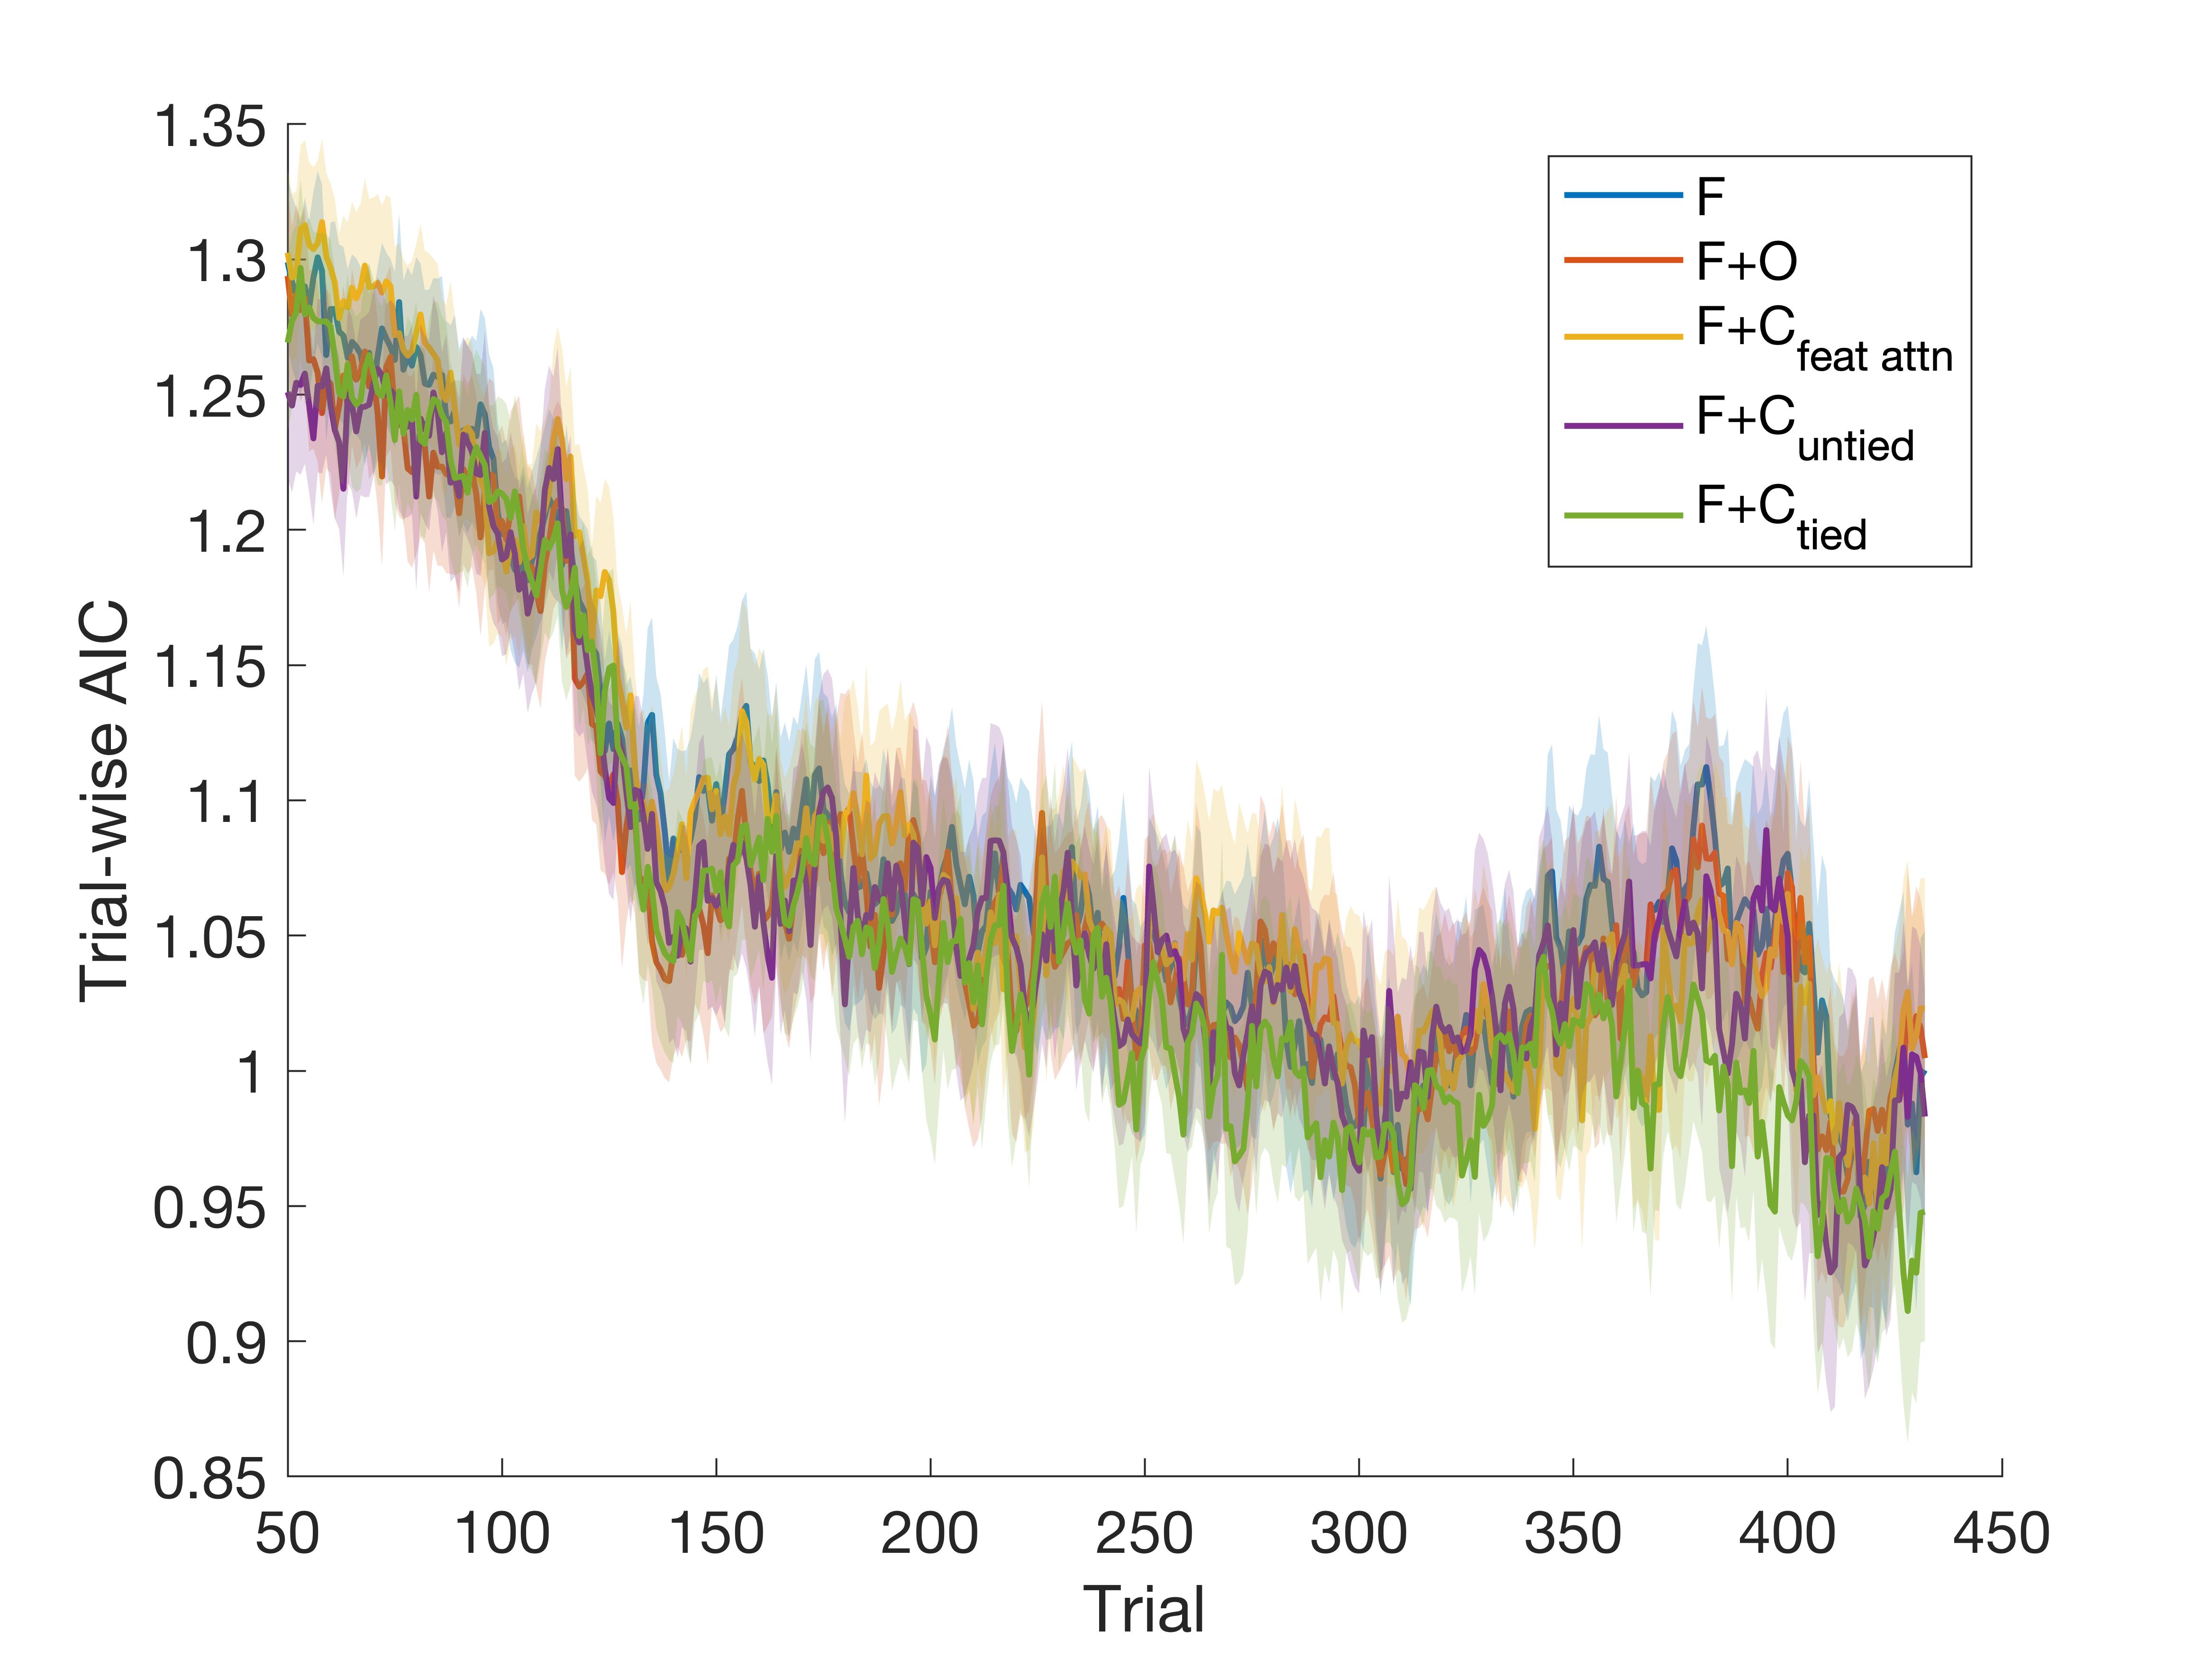 1.35
1.3
1.25
1.2
1.15
1.1
1.05
1
0.95
0.9
0.85
Trial-wise AIC
50 100 150 200 250 300 350 400 450
Trial
F
F+O
F+C feat attn
F+C untied
F+C tied